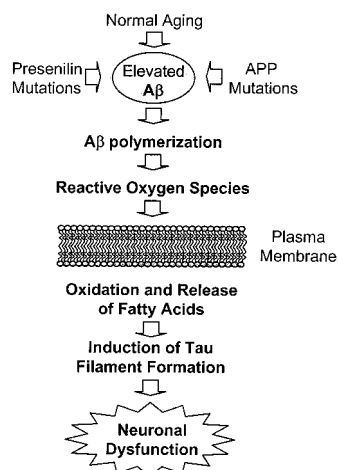 Normal Aging
Presenilin
Mutations
Elevated
Aβ
APP
Mutations
Aβ polymerization
Reactive Oxygen Species
Plasma
Membrane
Oxidation and Release
of Fatty Acids
Induction of Tau
Filament Formation
Neuronal
Dysfunction